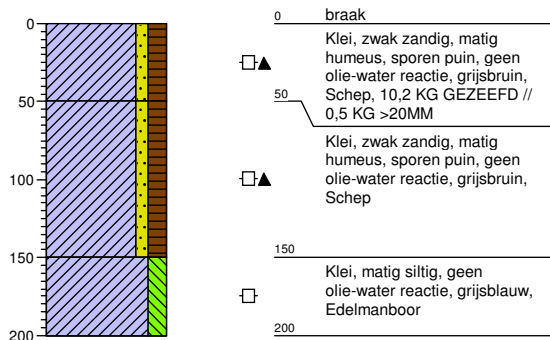 0
50
100
150
200
0
braak
Klei, zwak zandig, matig
humeus, sporen puin, geen
olie-water reactie, grijsbruin,
Schep, 10,2 KG GEZEEFD //
0,5 KG >20MM
50
Klei, zwak zandig, matig
humeus, sporen puin, geen
olie-water reactie, grijsbruin,
Schep
150
Klei, matig siltig, geen
olie-water reactie, grijsblauw,
Edelmanboor
200